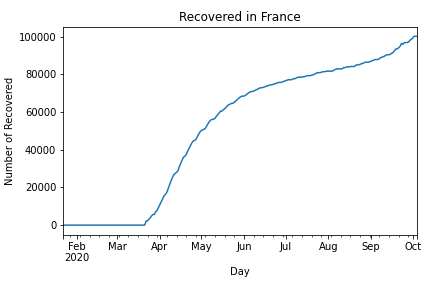 Recovered in France
Number of Recovered
100000
80000
60000
40000
20000
0
Feb Mar Apr May Jun Jul Aug Sep Oct
2020
Day